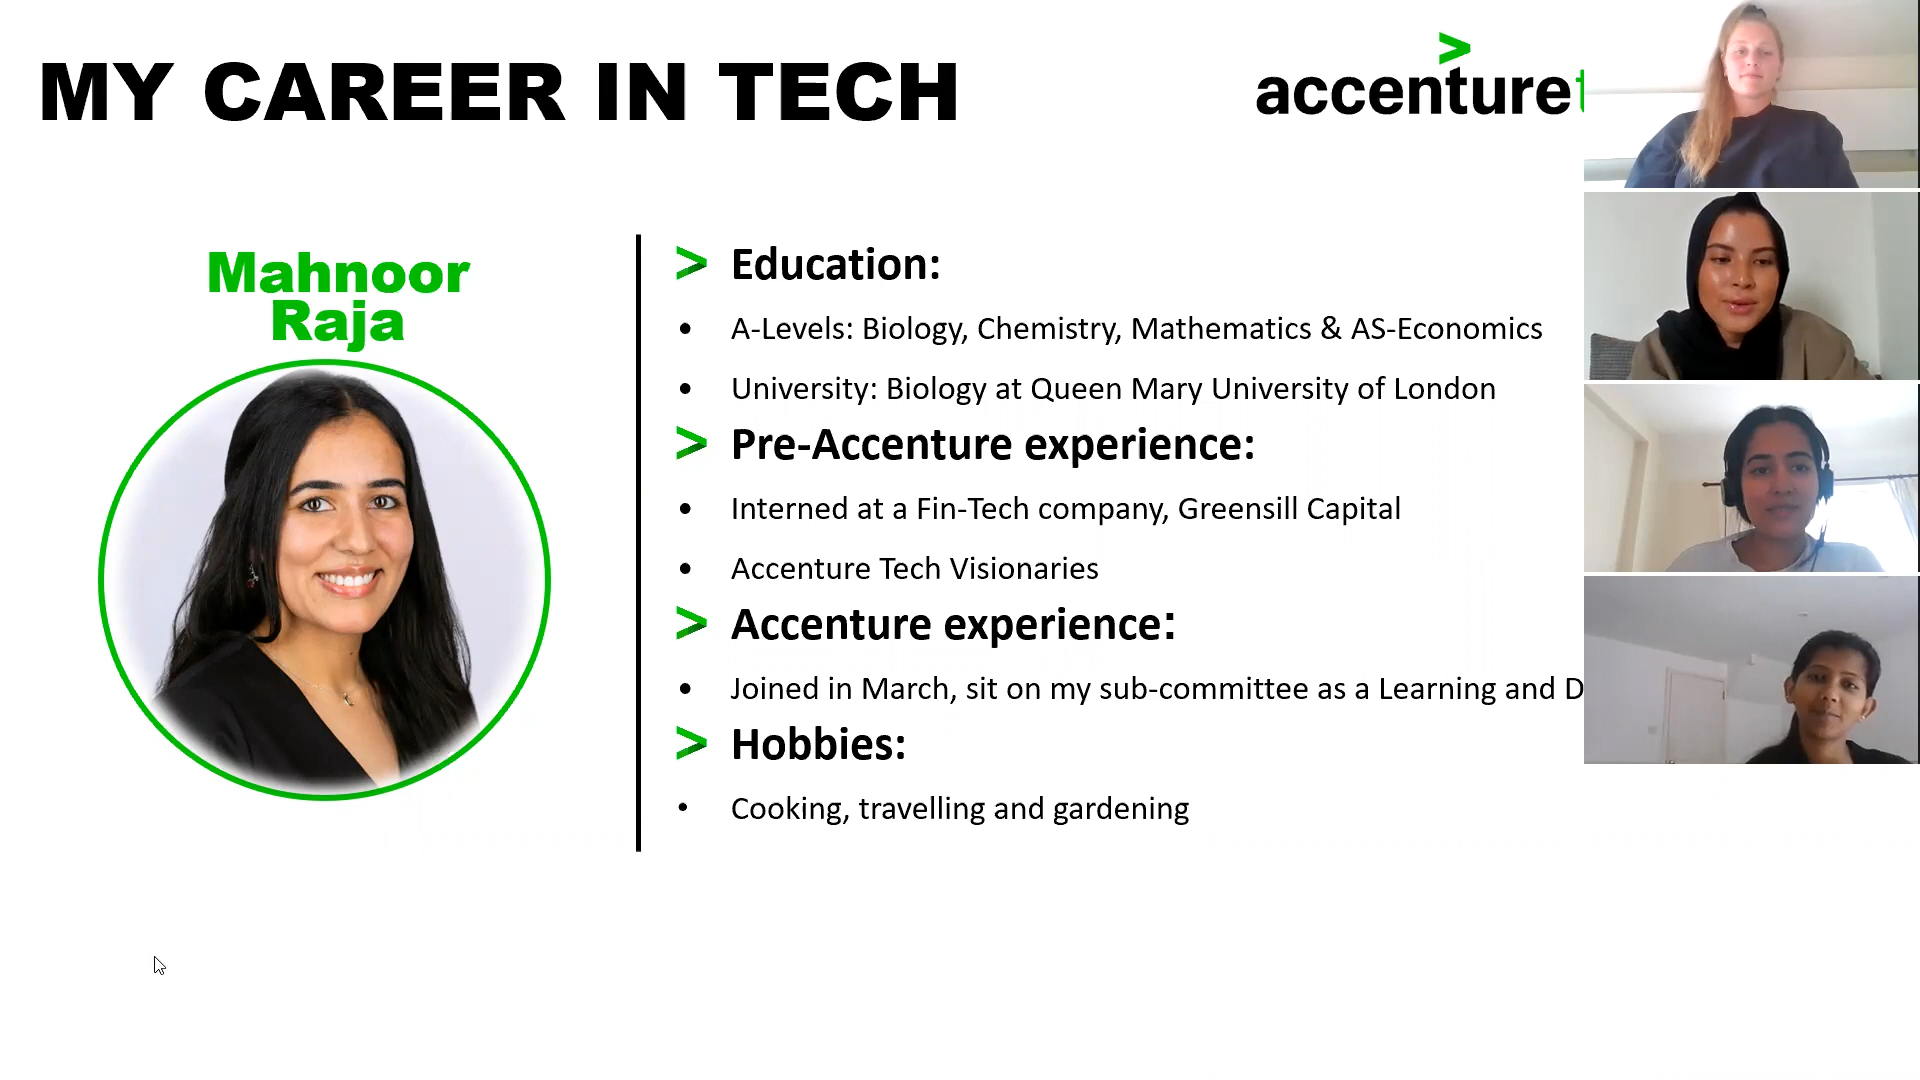 MY CAREER IN TECH
accenture
Mahnoor
Raja
> Education:
• A-Levels: Biology, Chemistry, Mathematics & AS-Economics
• University: Biology at Queen Mary University of London
> Pre-Accenture experience:
• Interned at a Fin-Tech company, Greensill Capital
• Accenture Tech Visionaries
> Accenture experience:
• Joined in March, sit on my sub-committee as a Learning and D
> Hobbies:
• Cooking, travelling and gardening